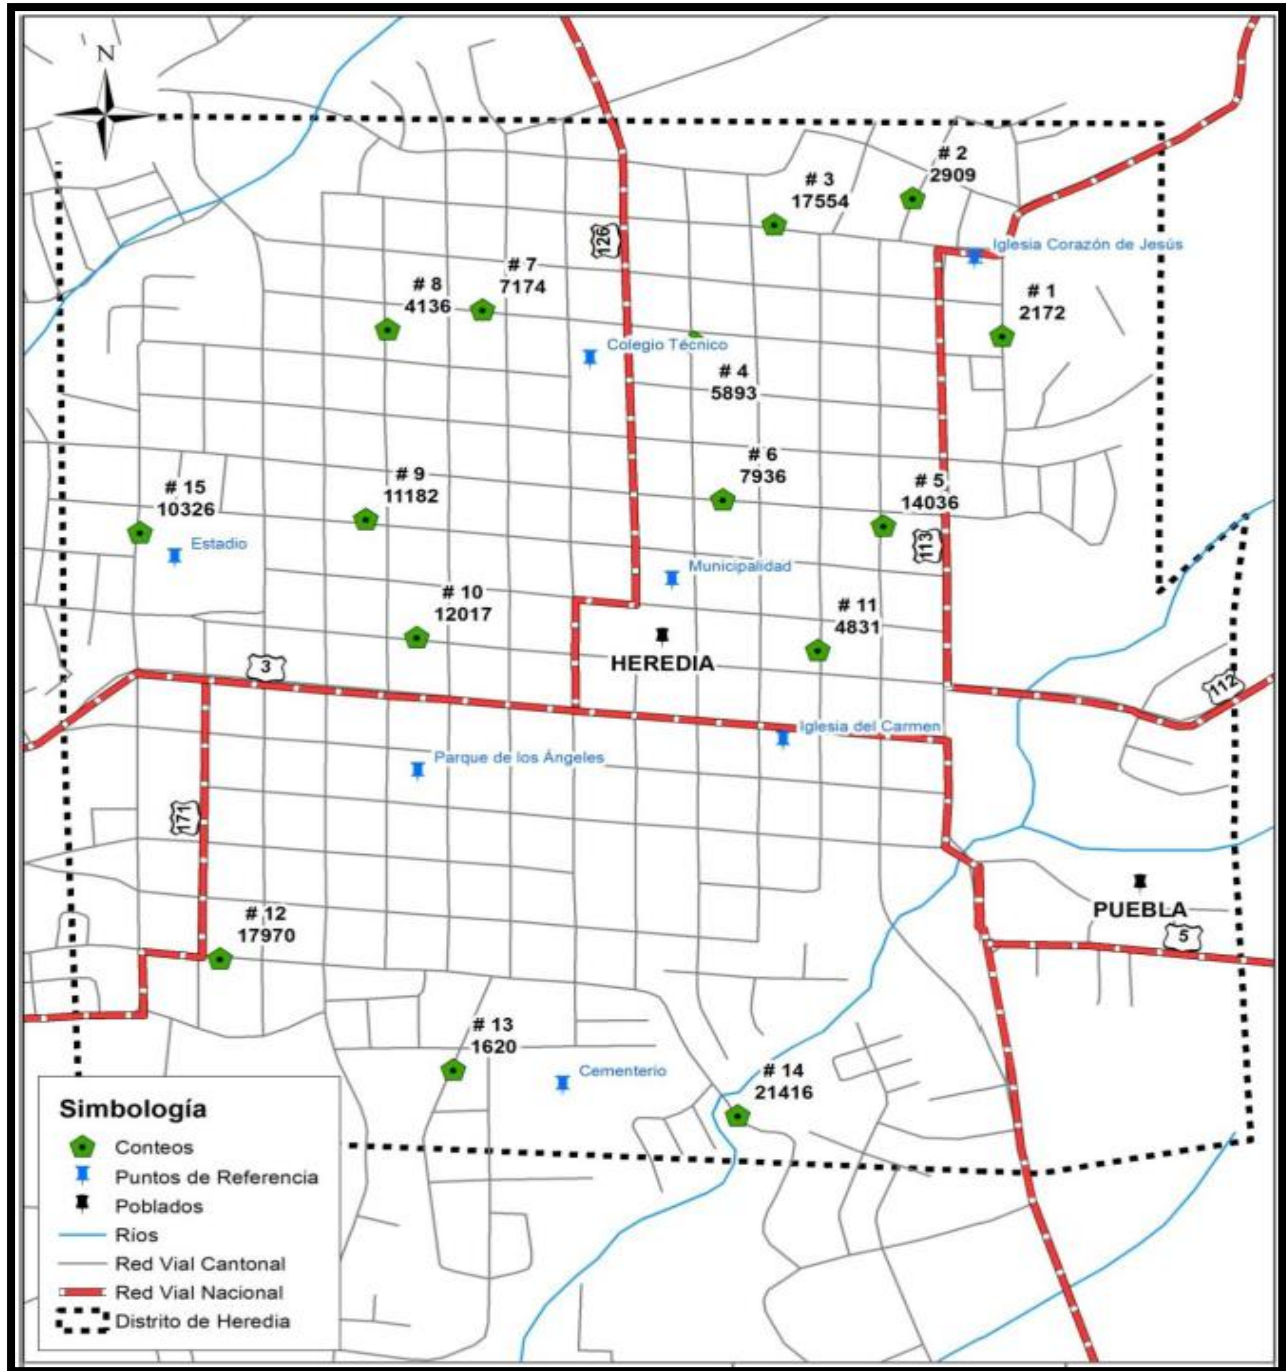 N
# 2
2909
# 3
17554
126
Iglesia Corazón de Jesús
# 7
7174
# 8
4136
# 1
2172
Colegio Técnico
# 4
5893
# 6
7936
# 9
11182
# 5
14036
# 15
10326
113
Estadio
Municipalidad
# 10
12017
# 11
4831
HEREDIA
3
112
Iglesia del Carmen
Parque de los Ángeles
171
PUEBLA
5
# 12
17970
# 13
1620
Cementerio
# 14
21416
Simbología
Conteos
Puntos de Referencia
Poblados
Ríos
Red Vial Cantonal
Red Vial Nacional
Distrito de Heredia